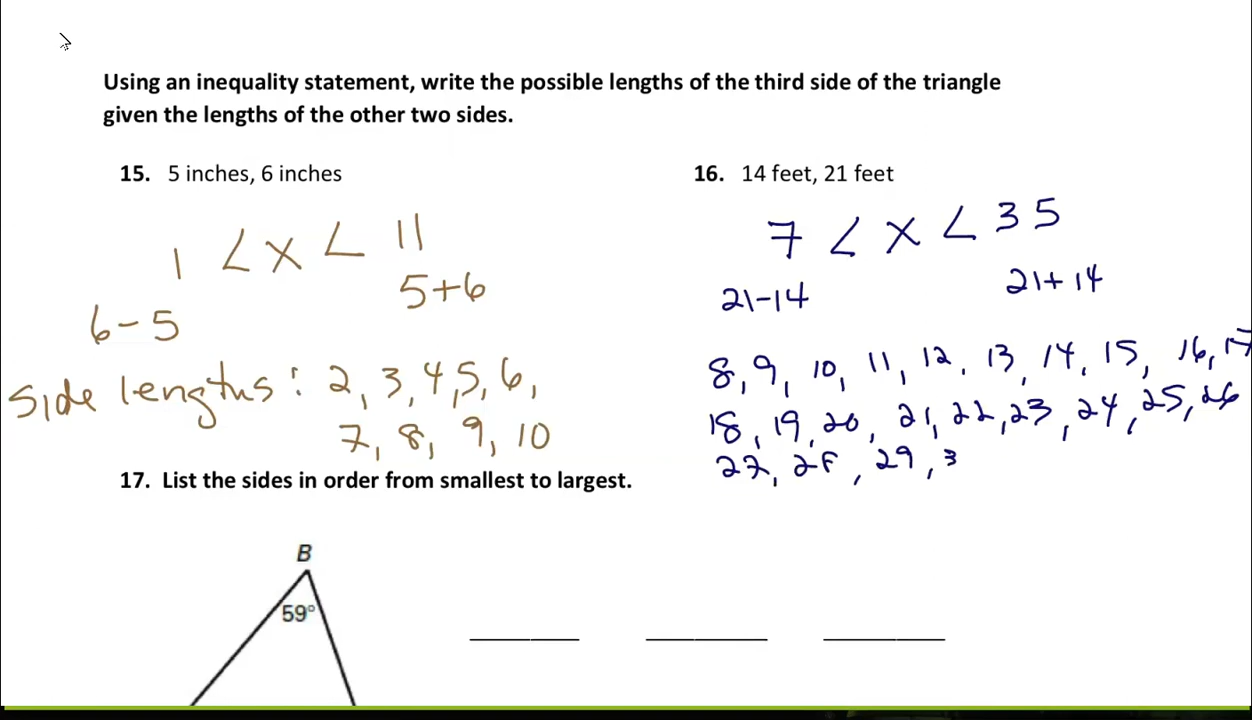 Using an inequality statement, write the possible lengths of the third side of the triangle
given the lengths of the other two sides.
15. 5 inches, 6 inches
1 < x < 11
5+6
6-5
Side lengths: 2, 3, 4, 5, 6,
7, 8, 9, 10
16. 14 feet, 21 feet
7 < x < 35
21-14
21+14
8, 9, 10, 11, 12, 13, 14, 15, 16, 17
18, 19, 20, 21, 22, 23, 24, 25, 26
27, 28, 29, 3
17. List the sides in order from smallest to largest.
B
59°